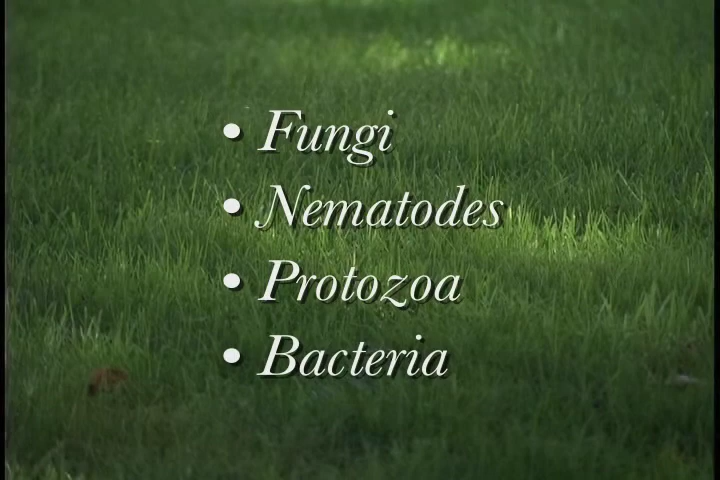 • Fungi
• Nematodes
• Protozoa
• Bacteria